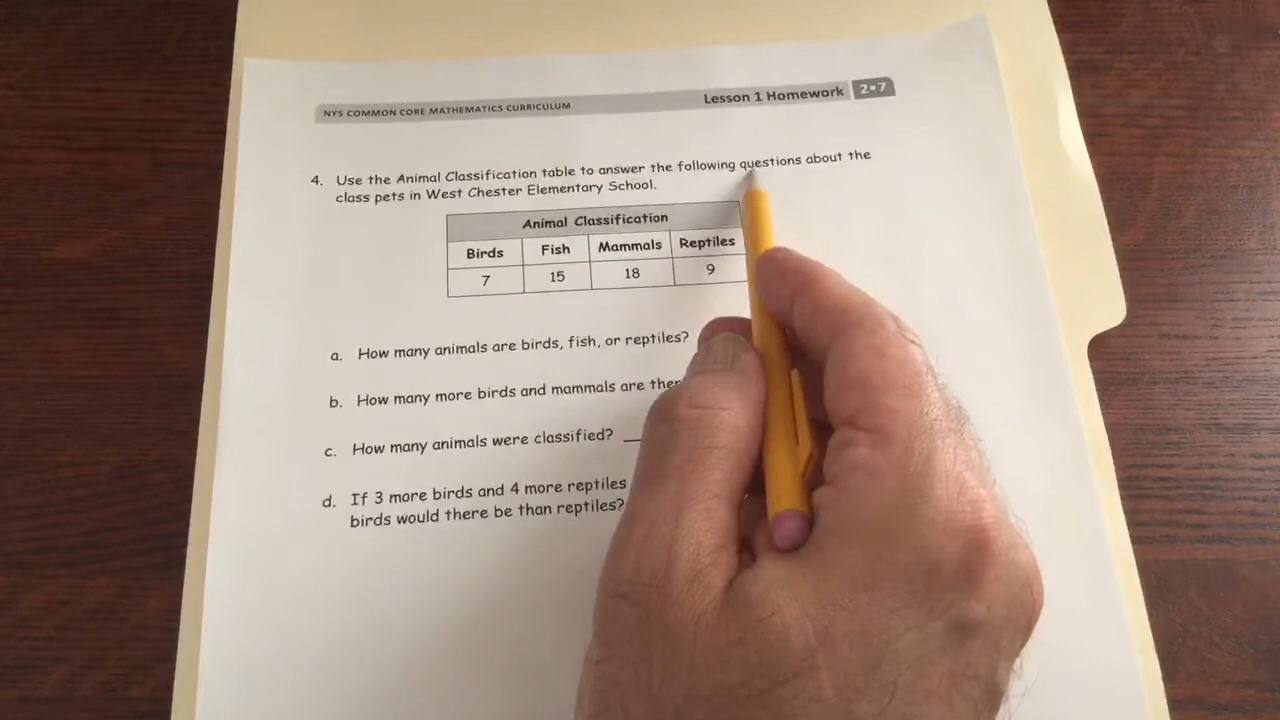 NYS COMMON CORE MATHEMATICS CURRICULUM Lesson 1 Homework 2•7
4. Use the Animal Classification table to answer the following questions about the
class pets in West Chester Elementary School.
Animal Classification
Birds Fish Mammals Reptiles
7 15 18 9
a. How many animals are birds, fish, or reptiles?
b. How many more birds and mammals are
c. How many animals were classified?
d. If 3 more birds and 4 more reptiles
birds would there be than reptiles?